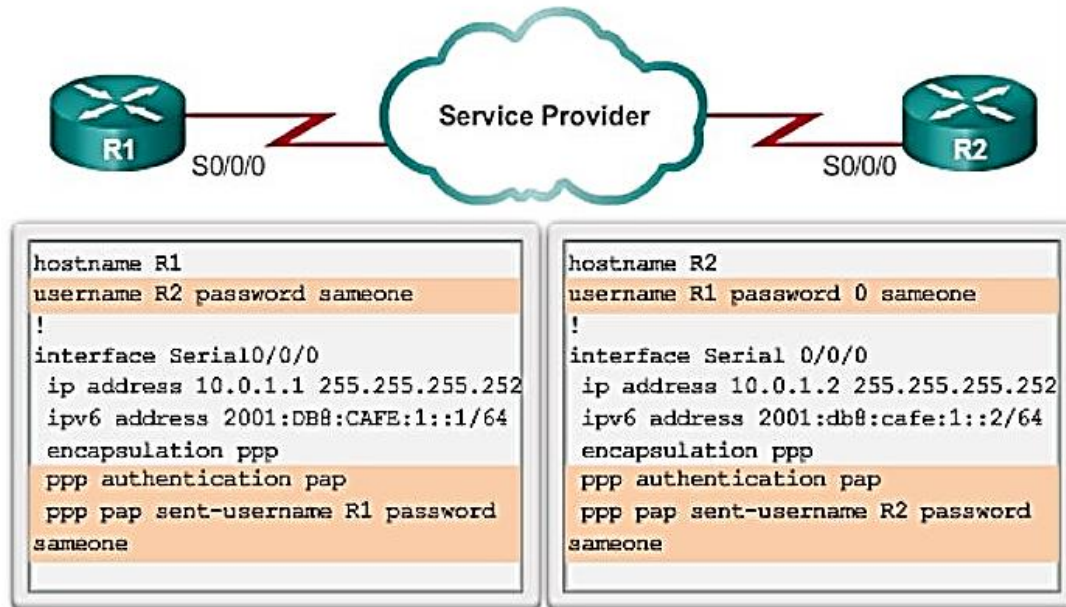 Service Provider
R1
S0/0/0
S0/0/0
R2
hostname R1
username R2 password sameone
!
interface Serial0/0/0
ip address 10.0.1.1 255.255.255.252
ipv6 address 2001:DB8:CAFE:1::1/64
encapsulation ppp
ppp authentication pap
ppp pap sent-username R1 password
sameone
hostname R2
username R1 password 0 sameone
!
interface Serial 0/0/0
ip address 10.0.1.2 255.255.255.252
ipv6 address 2001:db8:cafe:1::2/64
encapsulation ppp
ppp authentication pap
ppp pap sent-username R2 password
sameone